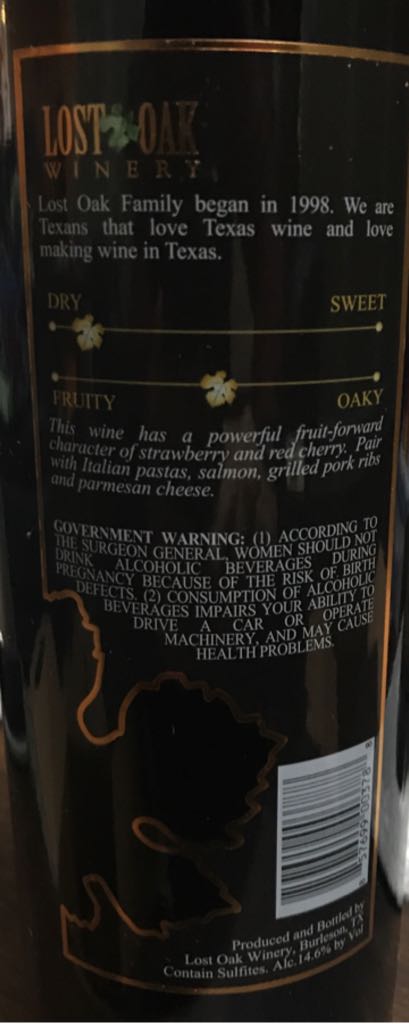 LOST OAK
WINERY
Lost Oak Family began in 1998. We are
Texans that love Texas wine and love
making wine in Texas.
DRY SWEET
FRUITY OAKY
This wine has a powerful fruit-forward
character of strawberry and red cherry. Pair
with Italian pastas, salmon, grilled pork ribs
and parmesan cheese.
GOVERNMENT WARNING: (1) ACCORDING TO
THE SURGEON GENERAL, WOMEN SHOULD NOT
DRINK ALCOHOLIC BEVERAGES DURING
PREGNANCY BECAUSE OF THE RISK OF BIRTH
DEFECTS. (2) CONSUMPTION OF ALCOHOLIC
BEVERAGES IMPAIRS YOUR ABILITY TO
DRIVE A CAR OR OPERATE
MACHINERY, AND MAY CAUSE
HEALTH PROBLEMS.
8 37699 00378 8
Produced and Bottled by
Lost Oak Winery, Burleson, TX
Contain Sulfites. Alc.14.6% by Vol